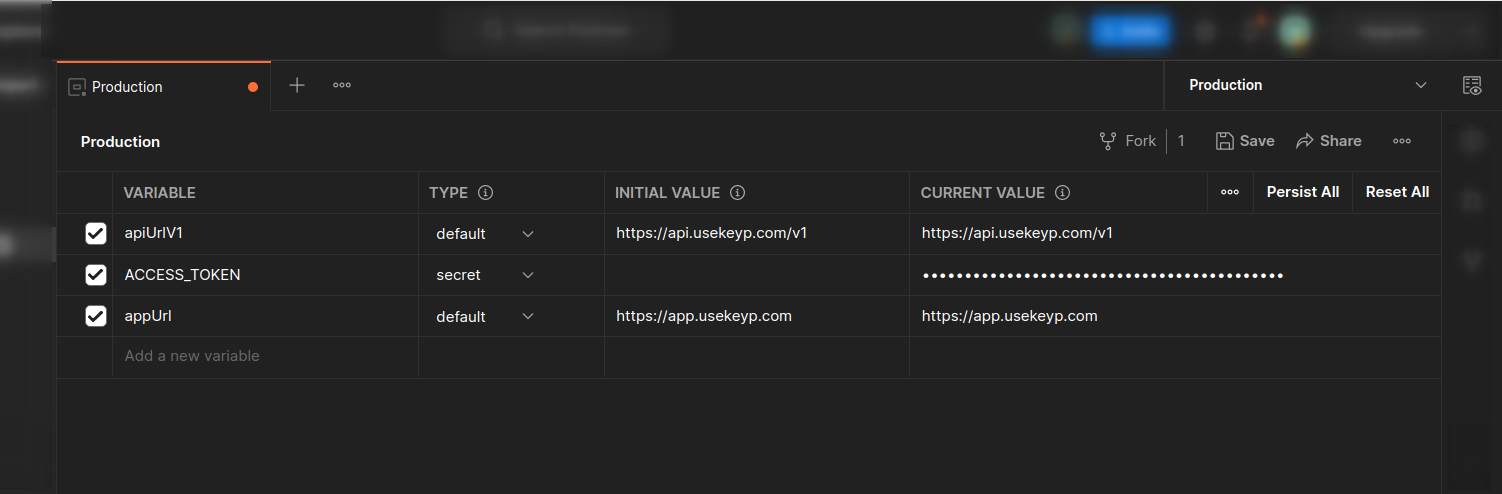 Production
Production
Production
Fork 1 Save Share
VARIABLE TYPE INITIAL VALUE CURRENT VALUE Persist All Reset All
apiUrlV1 default https://api.usekeyp.com/v1 https://api.usekeyp.com/v1
ACCESS_TOKEN secret •••••••••••••••••••••••••••••••••••••••••••
appUrl default https://app.usekeyp.com https://app.usekeyp.com
Add a new variable